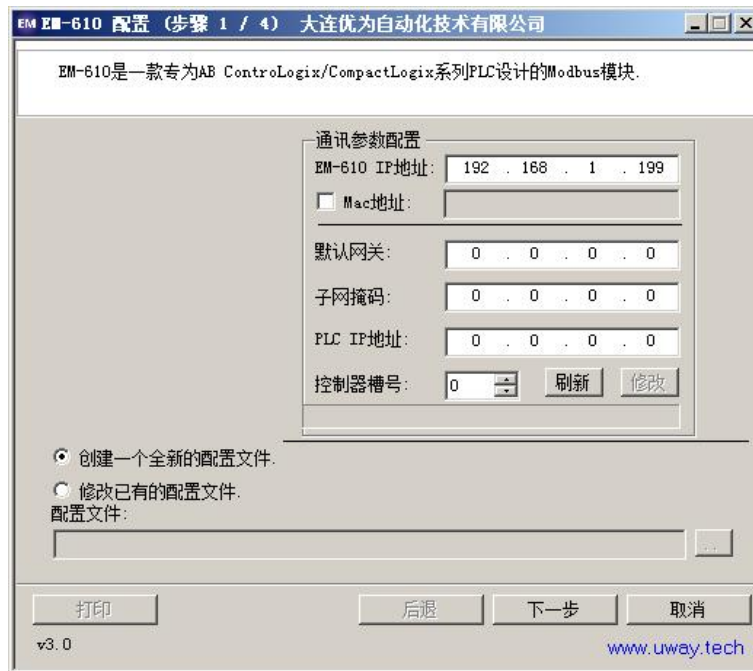 EM EM-610 配置 (步骤 1 / 4) 大连优为自动化技术有限公司
EM-610是一款专为AB ControLogix/CompactLogix系列PLC设计的Modbus模块.
通讯参数配置
EM-610 IP地址: 192 . 168 . 1 . 199
Mac地址:
默认网关: 0 . 0 . 0 . 0
子网掩码: 0 . 0 . 0 . 0
PLC IP地址: 0 . 0 . 0 . 0
控制器槽号: 0 刷新 修改
创建一个全新的配置文件.
修改已有的配置文件.
配置文件:
..
打印 后退 下一步 取消
v3.0 www.uway.tech